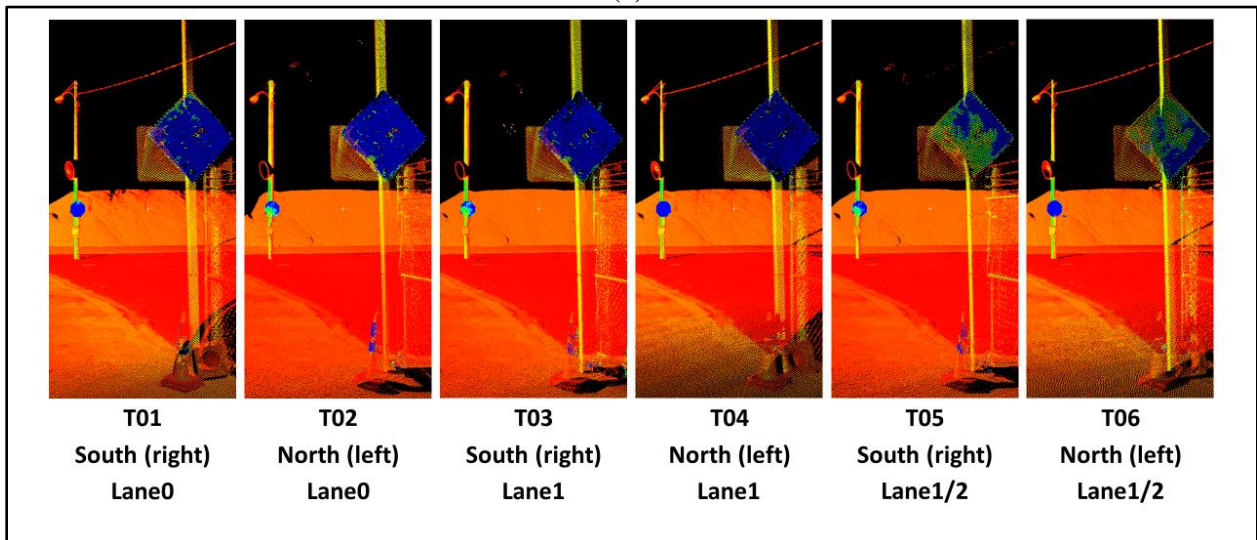 T01 T02 T03 T04 T05 T06
South (right) North (left) South (right) North (left) South (right) North (left)
Lane0 Lane0 Lane1 Lane1 Lane1/2 Lane1/2